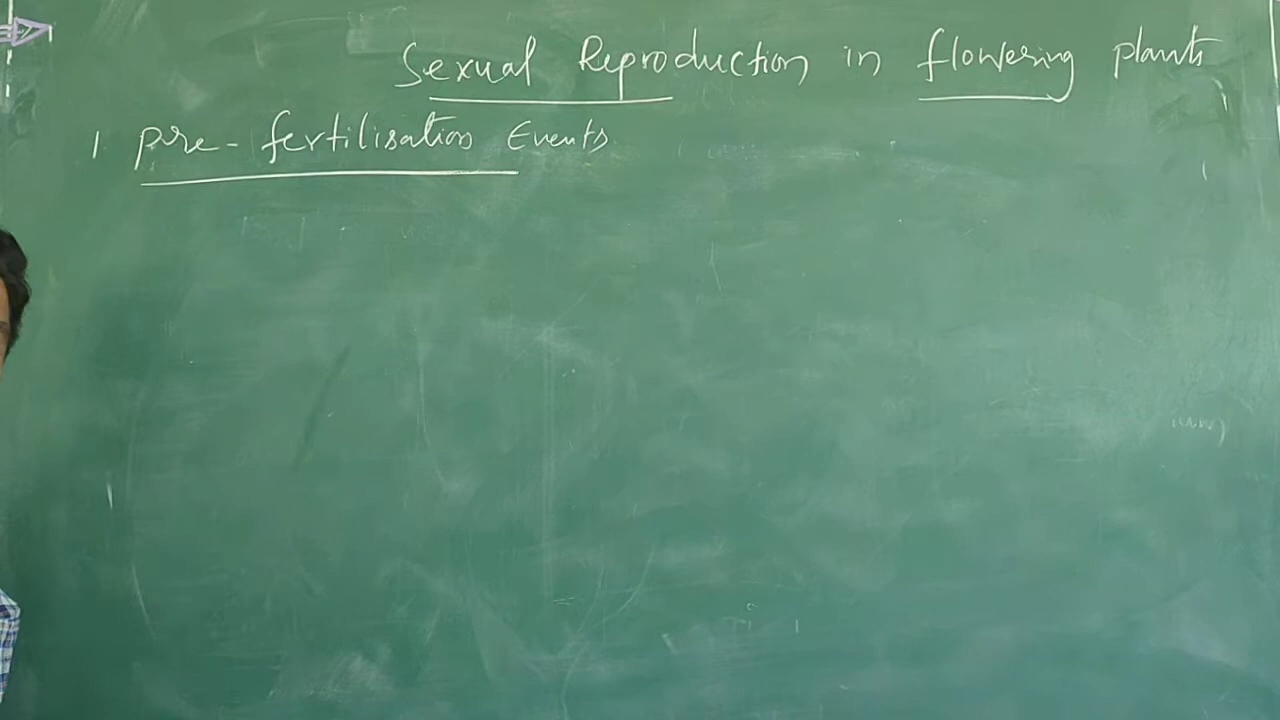 Sexual Reproduction in flowering plants
1. Pre-fertilisation Events